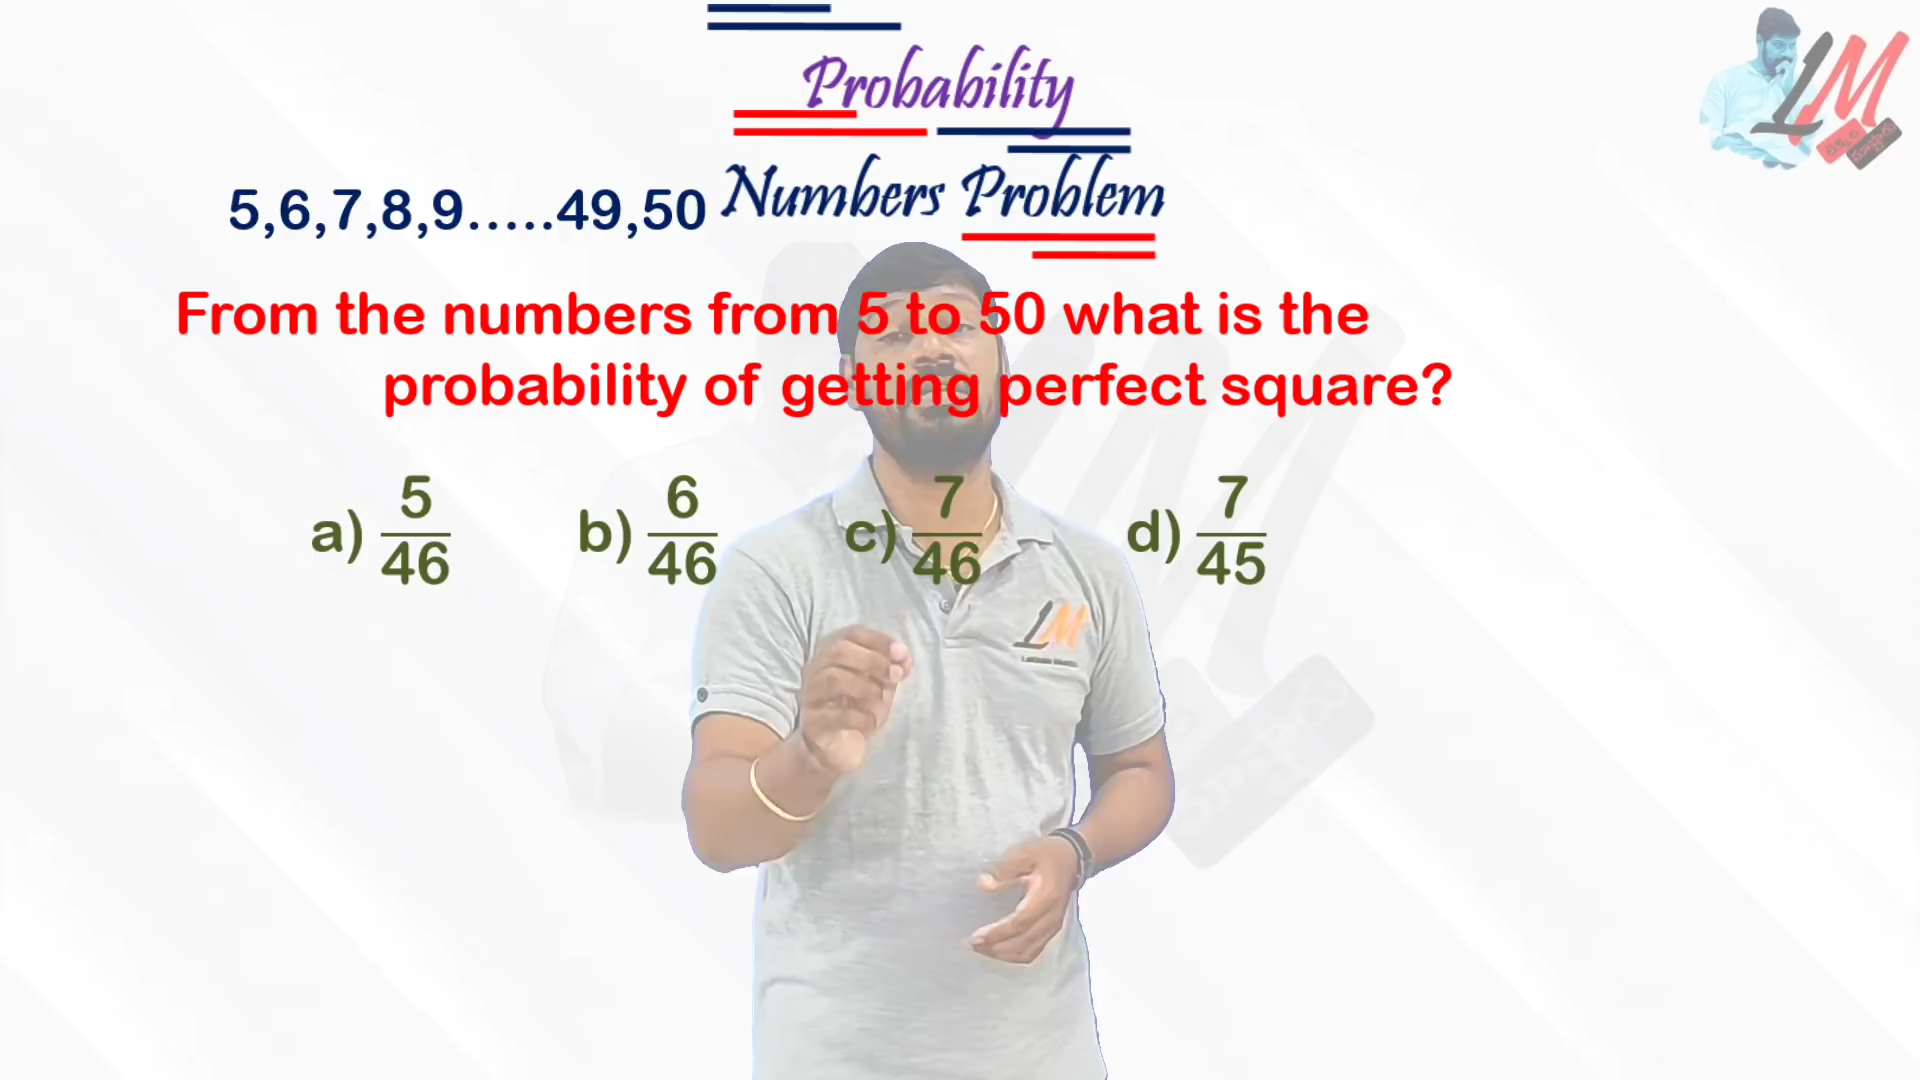 Probability
Numbers Problem
5,6,7,8,9.....49,50
From the numbers from 5 to 50 what is the
probability of getting perfect square?
a) 5/46 b) 6/46 c) 7/46 d) 7/45
LM
LM